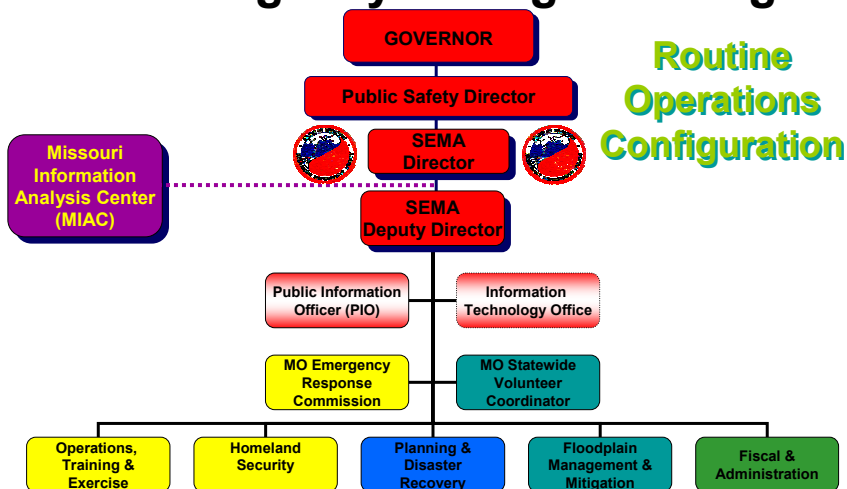 GOVERNOR
Public Safety Director
SEMA
Director
SEMA
Deputy Director
Routine
Operations
Configuration
Missouri
Information
Analysis Center
(MIAC)
Public Information
Officer (PIO)
Information
Technology Office
MO Emergency
Response
Commission
MO Statewide
Volunteer
Coordinator
Operations,
Training &
Exercise
Homeland
Security
Planning &
Disaster
Recovery
Floodplain
Management &
Mitigation
Fiscal &
Administration